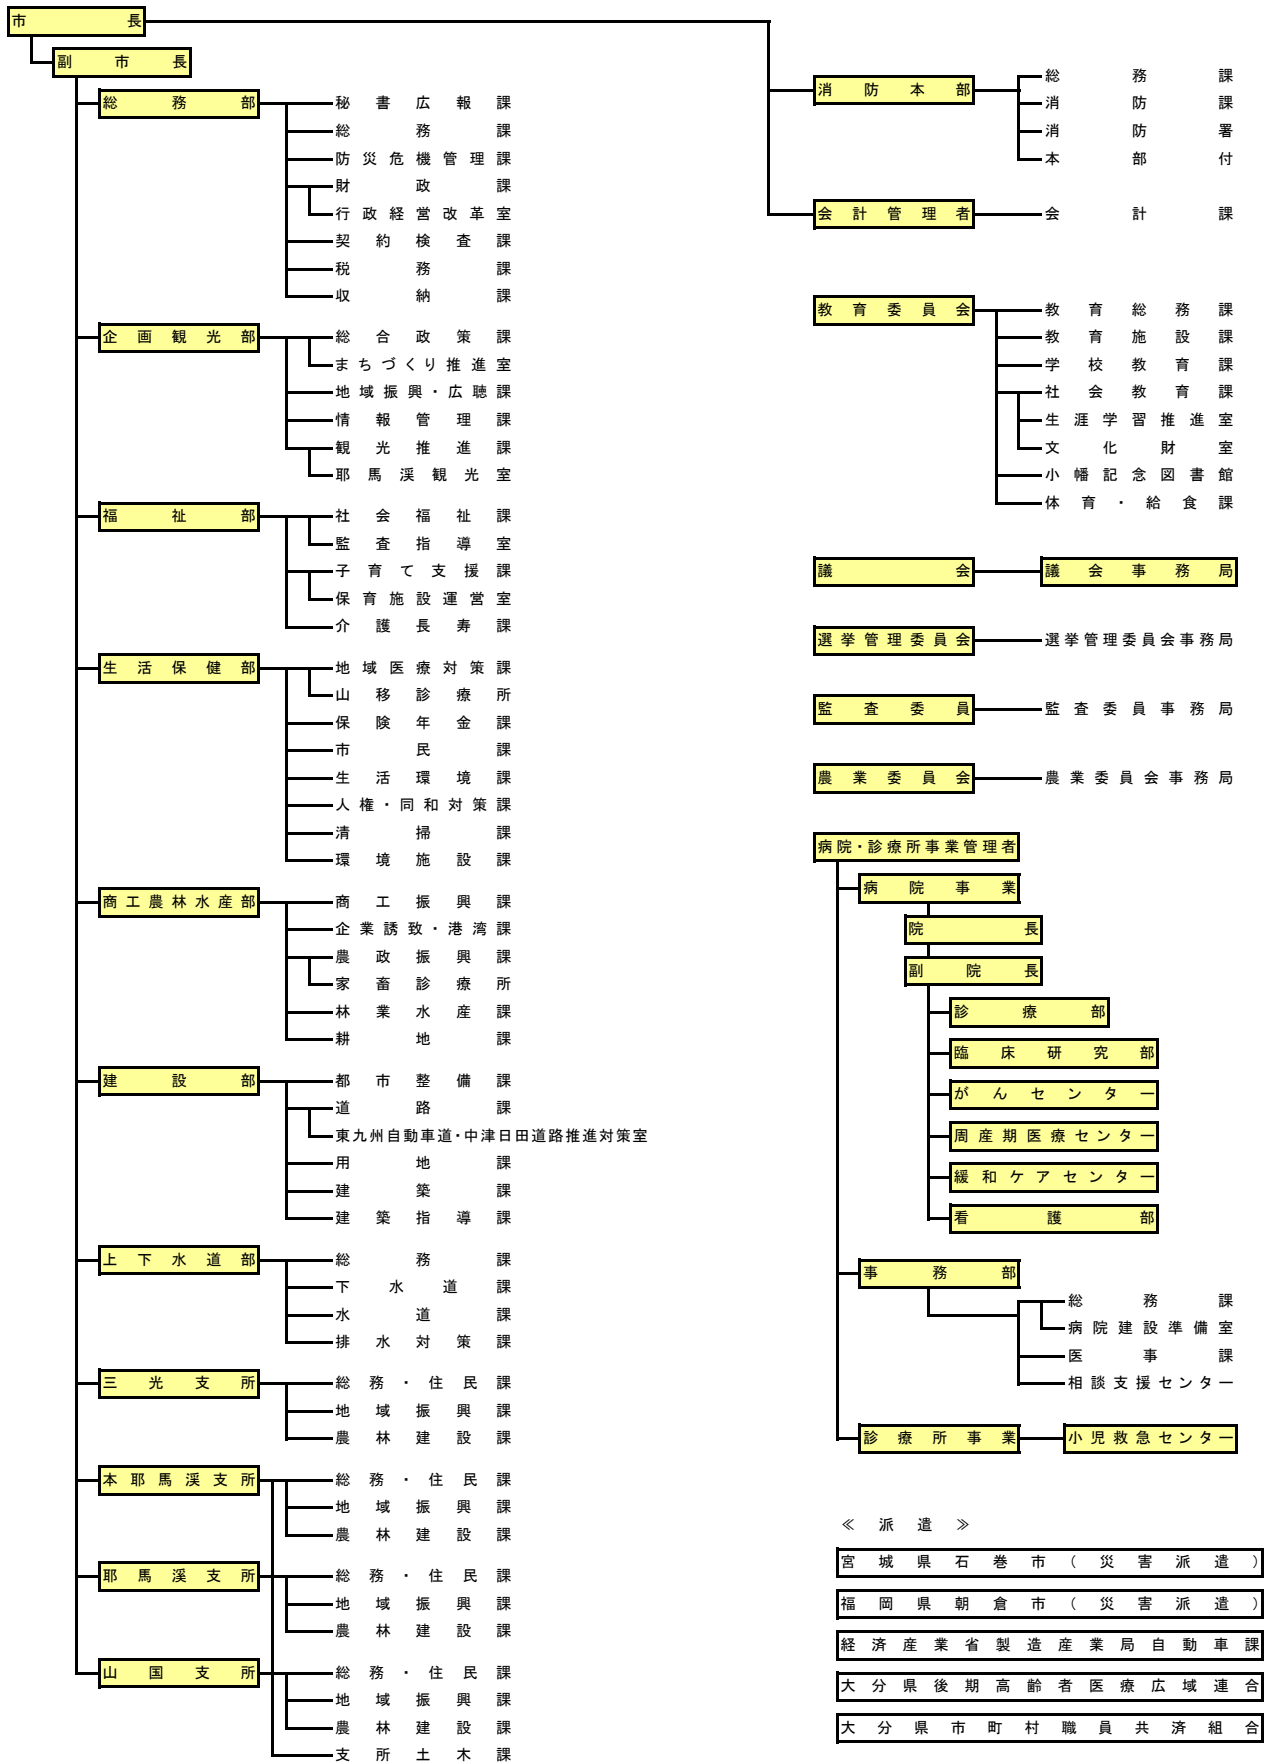 市長
副市長
総務部
秘書広報課
総務課
防災危機管理課
財政課
行政経営改革室
契約検査課
税務課
収納課
企画観光部
総合政策課
まちづくり推進室
地域振興・広聴課
情報管理課
観光推進課
耶馬渓観光室
福祉部
社会福祉課
監査指導室
子育て支援課
保育施設運営室
介護長寿課
生活保健部
地域医療対策課
山移診療所
保険年金課
市民課
生活環境課
人権・同和対策課
清掃課
環境施設課
商工農林水産部
商工振興課
企業誘致・港湾課
農政振興課
家畜診療所
林業水産課
耕地課
建設部
都市整備課
道路課
東九州自動車道・中津日田道路推進対策室
用地課
建築課
建築指導課
上下水道部
総務課
下水道課
水道課
排水対策課
三光支所
総務・住民課
地域振興課
農林建設課
本耶馬渓支所
総務・住民課
地域振興課
農林建設課
耶馬渓支所
総務・住民課
地域振興課
農林建設課
山国支所
総務・住民課
地域振興課
農林建設課
支所土木課
消防本部
総務課
消防課
消防署
本部付
会計管理者
会計課
教育委員会
教育総務課
教育施設課
学校教育課
社会教育課
生涯学習推進室
文化財室
小幡記念図書館
体育・給食課
議会
議会事務局
選挙管理委員会
選挙管理委員会事務局
監査委員
監査委員事務局
農業委員会
農業委員会事務局
病院・診療所事業管理者
病院事業
院長
副院長
診療部
臨床研究部
がんセンター
周産期医療センター
緩和ケアセンター
看護部
事務部
総務課
病院建設準備室
医事課
相談支援センター
診療所事業
小児救急センター
≪派遣≫
宮城県石巻市(災害派遣)
福岡県朝倉市(災害派遣)
経済産業省製造産業局自動車課
大分県後期高齢者医療広域連合
大分県市町村職員共済組合